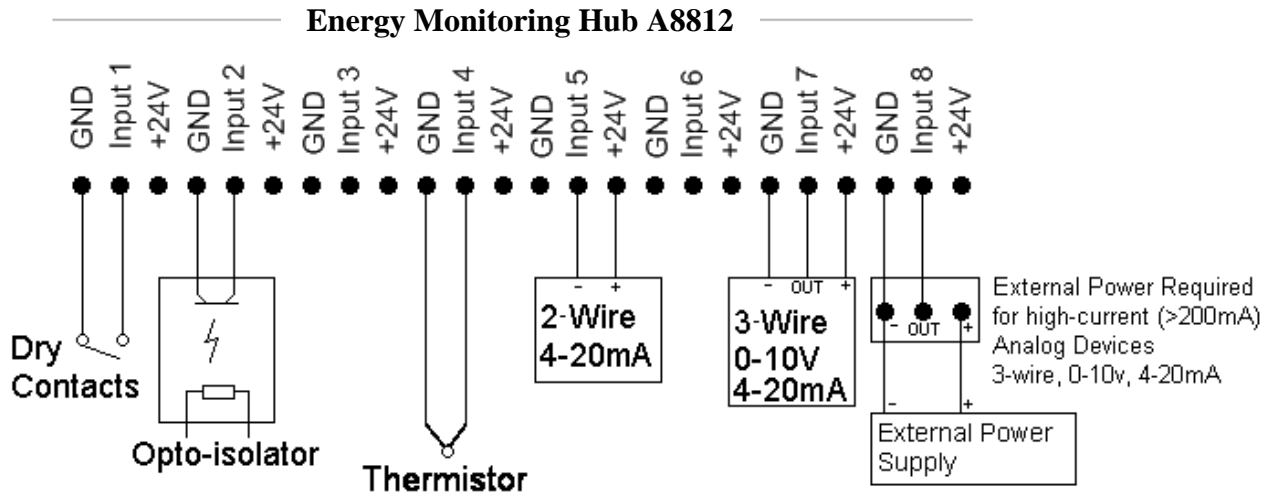 Energy Monitoring Hub A8812
GND
Input 1
+24V
GND
Input 2
+24V
GND
Input 3
+24V
GND
Input 4
+24V
GND
Input 5
+24V
GND
Input 6
+24V
GND
Input 7
+24V
GND
Input 8
+24V
Dry
Contacts
Opto-isolator
Thermistor
- +
2-Wire
4-20mA
- OUT +
3-Wire
0-10V
4-20mA
- OUT +
External Power Required
for high-current (>200mA)
Analog Devices
3-wire, 0-10v, 4-20mA
- +
External Power
Supply